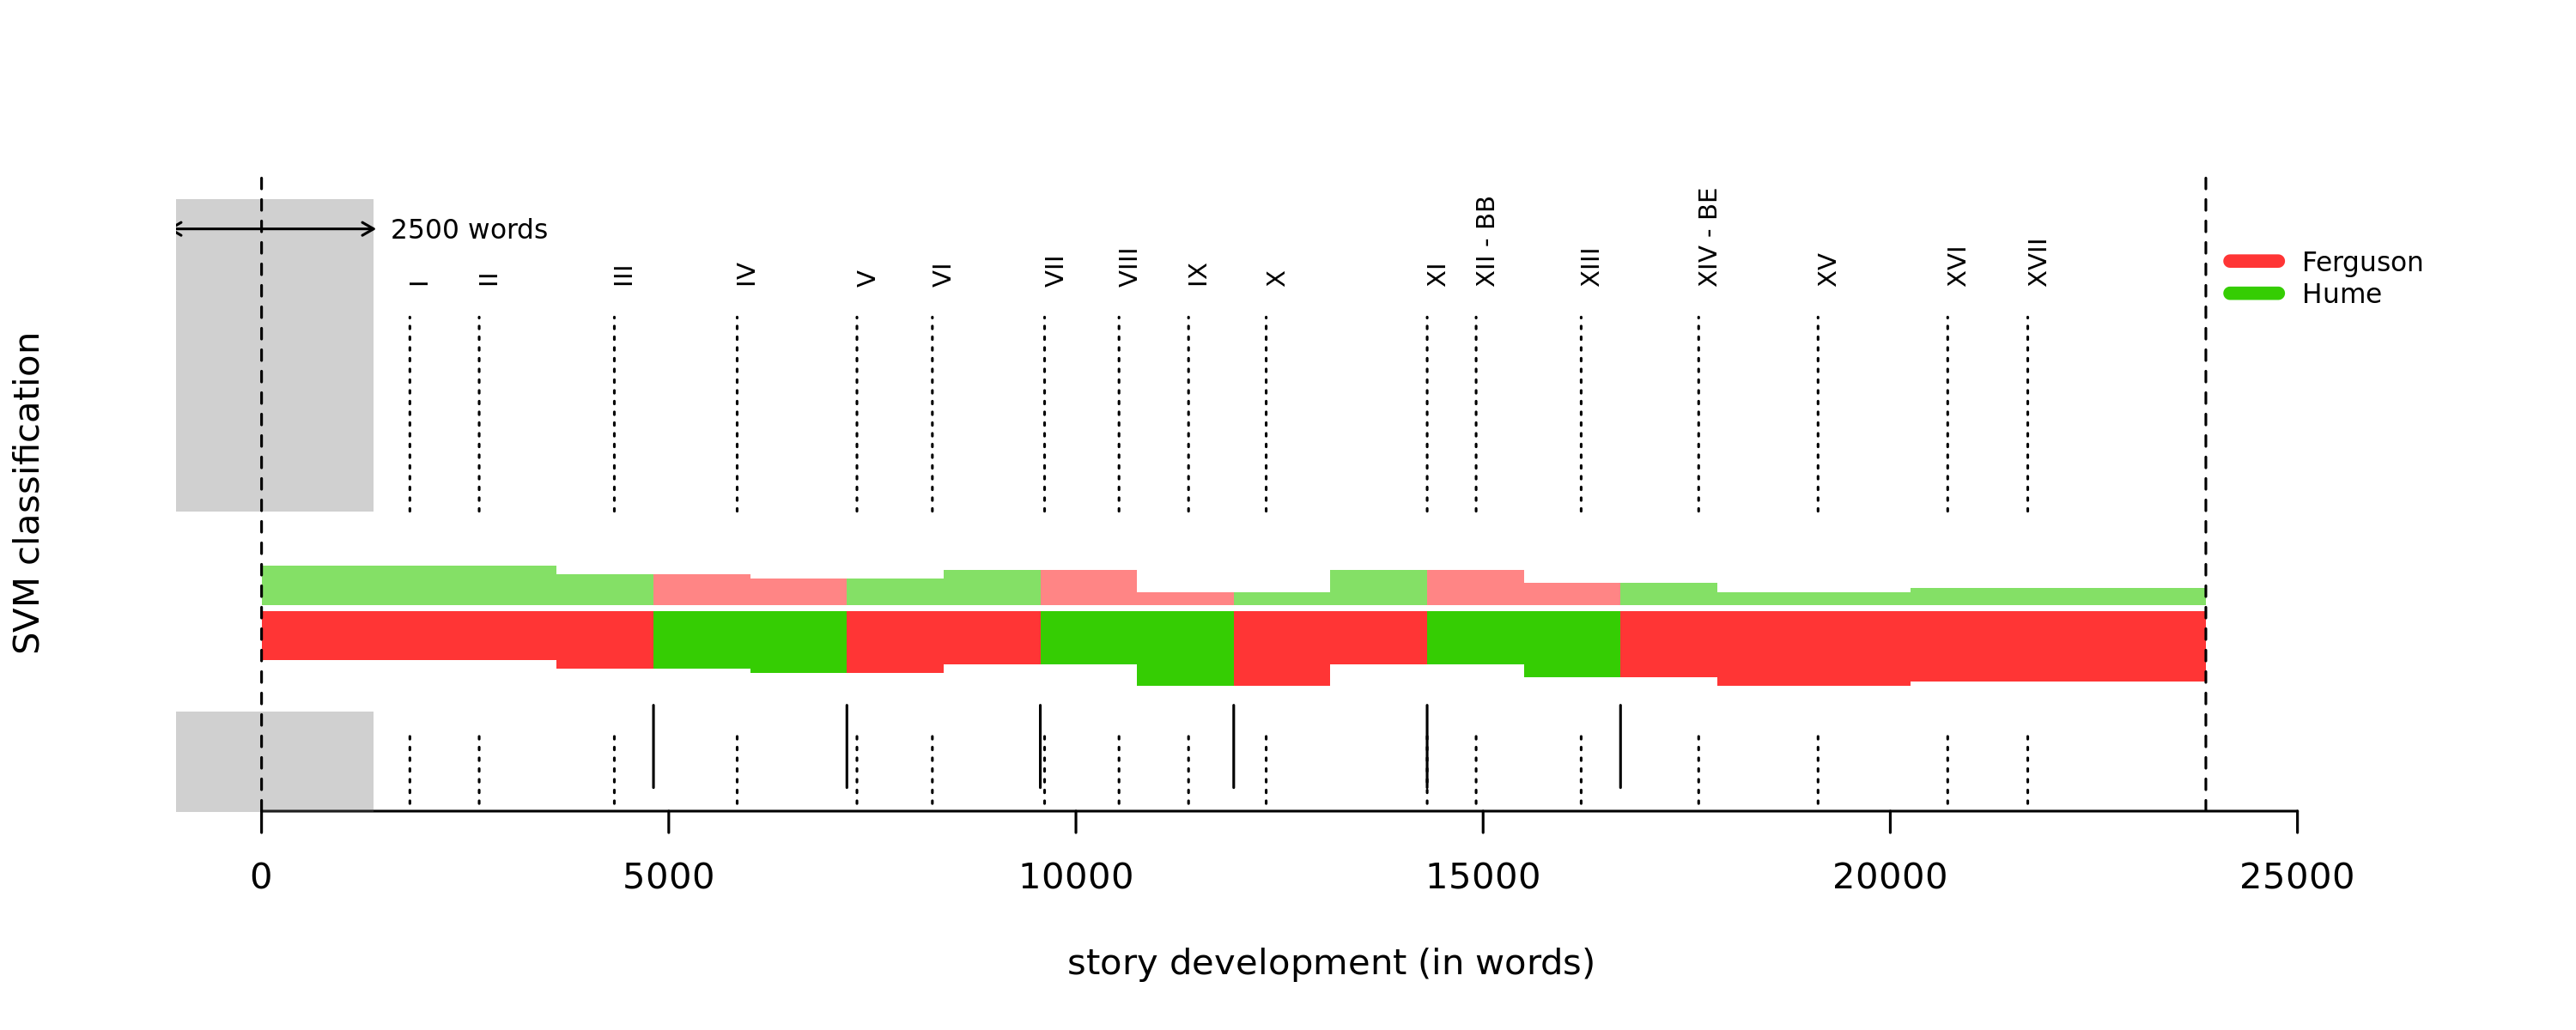 2500 words
I
II
III
IV
V
VI
VII
VIII
IX
X
XI
XII - BB
XIII
XIV - BE
XV
XVI
XVII
Ferguson
Hume
SVM classification
0
5000
10000
15000
20000
25000
story development (in words)